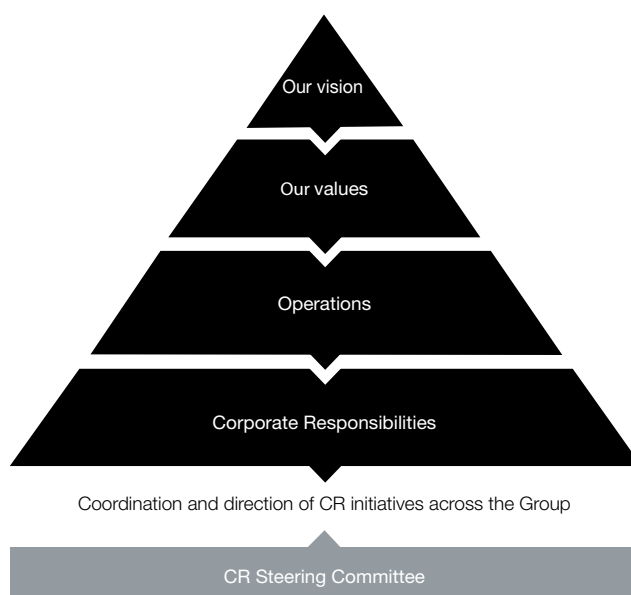 Our vision
Our values
Operations
Corporate Responsibilities
Coordination and direction of CR initiatives across the Group
CR Steering Committee